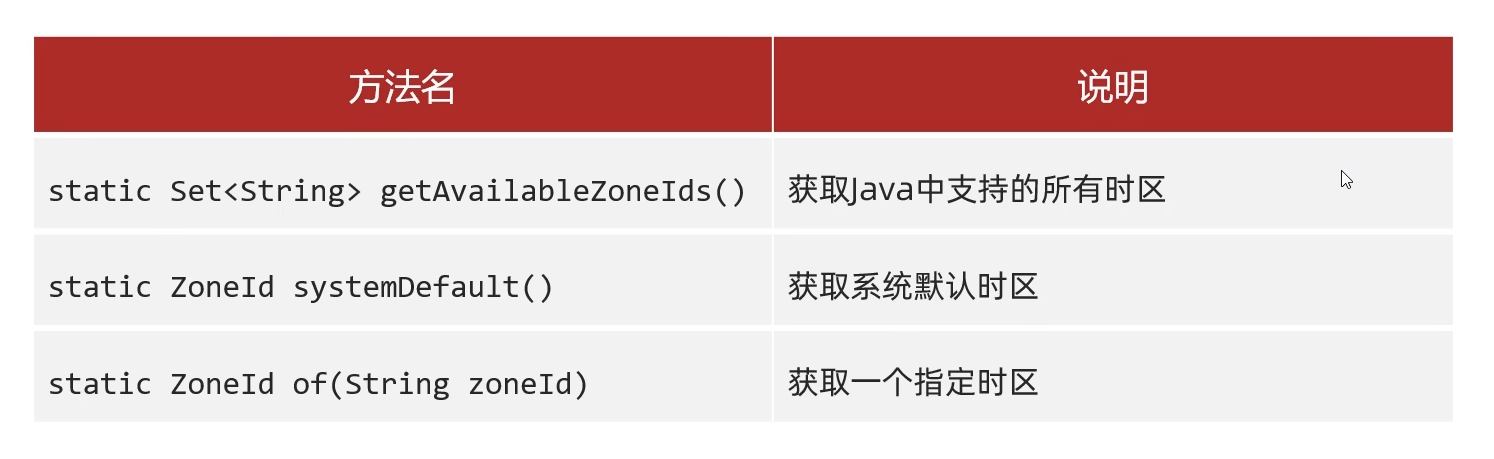 方法名 说明
static Set<String> getAvailableZoneIds() 获取Java中支持的所有时区
static ZoneId systemDefault() 获取系统默认时区
static ZoneId of(String zoneId) 获取一个指定时区